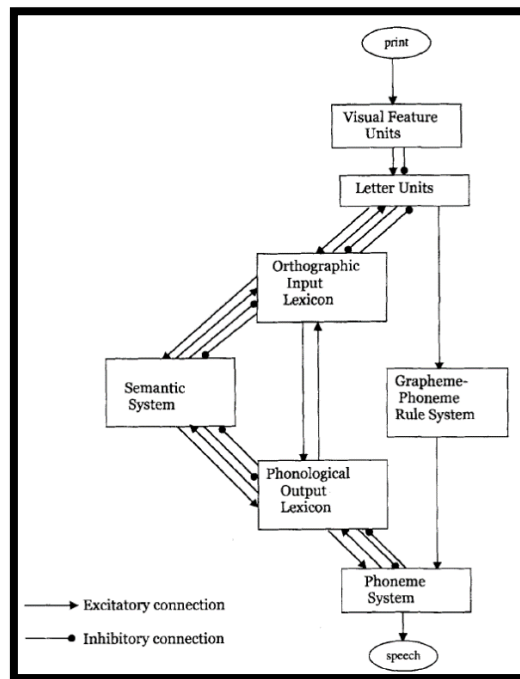 print
Visual Feature
Units
Letter Units
Orthographic
Input
Lexicon
Semantic
System
Grapheme-
Phoneme
Rule System
Phonological
Output
Lexicon
Phoneme
System
Excitatory connection
Inhibitory connection
speech